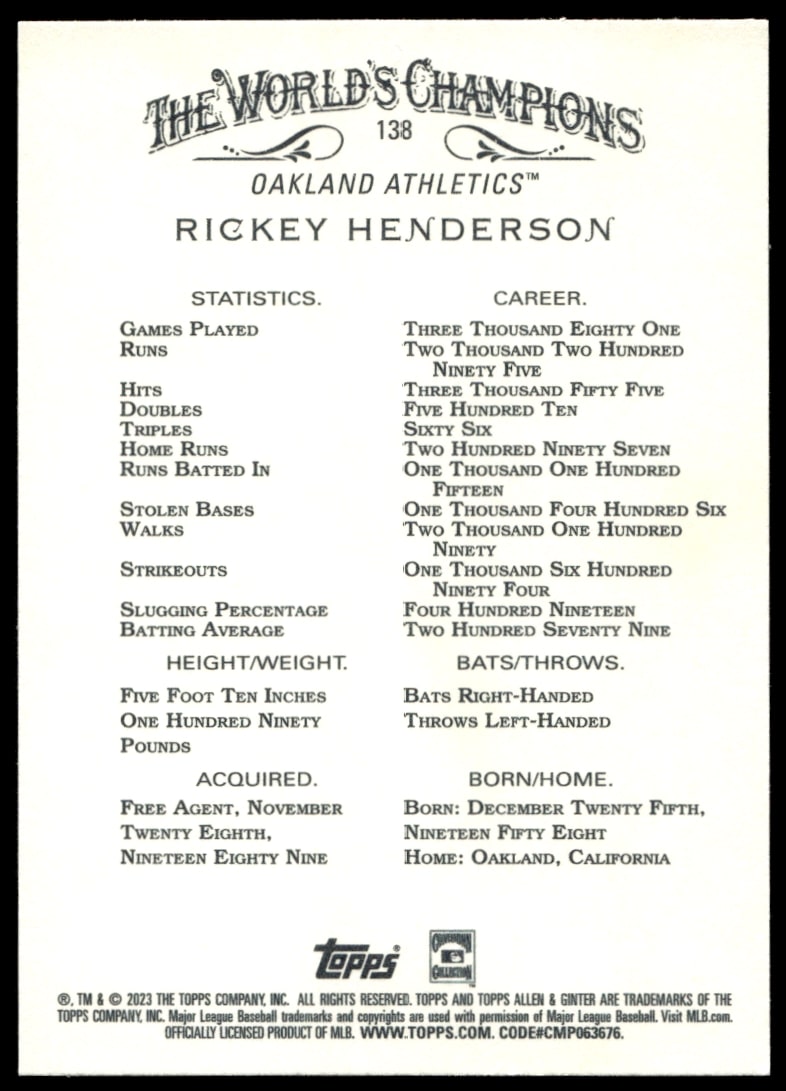 THE WORLD'S CHAMPIONS
138
OAKLAND ATHLETICS™
RICKEY HENDERSON
STATISTICS. CAREER.
GAMES PLAYED THREE THOUSAND EIGHTY ONE
RUNS TWO THOUSAND TWO HUNDRED
NINETY FIVE
HITS THREE THOUSAND FIFTY FIVE
DOUBLES FIVE HUNDRED TEN
TRIPLES SIXTY SIX
HOME RUNS TWO HUNDRED NINETY SEVEN
RUNS BATTED IN ONE THOUSAND ONE HUNDRED
FIFTEEN
STOLEN BASES ONE THOUSAND FOUR HUNDRED SIX
WALKS TWO THOUSAND ONE HUNDRED
NINETY
STRIKEOUTS ONE THOUSAND SIX HUNDRED
NINETY FOUR
SLUGGING PERCENTAGE FOUR HUNDRED NINETEEN
BATTING AVERAGE TWO HUNDRED SEVENTY NINE
HEIGHT/WEIGHT. BATS/THROWS.
FIVE FOOT TEN INCHES BATS RIGHT-HANDED
ONE HUNDRED NINETY THROWS LEFT-HANDED
POUNDS
ACQUIRED. BORN/HOME.
FREE AGENT, NOVEMBER BORN: DECEMBER TWENTY FIFTH,
TWENTY EIGHTH, NINETEEN FIFTY EIGHT
NINETEEN EIGHTY NINE HOME: OAKLAND, CALIFORNIA
topps®
COOPERSTOWN
COLLECTION™
®, TM & © 2023 THE TOPPS COMPANY, INC. ALL RIGHTS RESERVED. TOPPS AND TOPPS ALLEN & GINTER ARE TRADEMARKS OF THE
TOPPS COMPANY, INC. Major League Baseball trademarks and copyrights are used with permission of Major League Baseball. Visit MLB.com.
OFFICIALLY LICENSED PRODUCT OF MLB. WWW.TOPPS.COM. CODE#CMP063676.